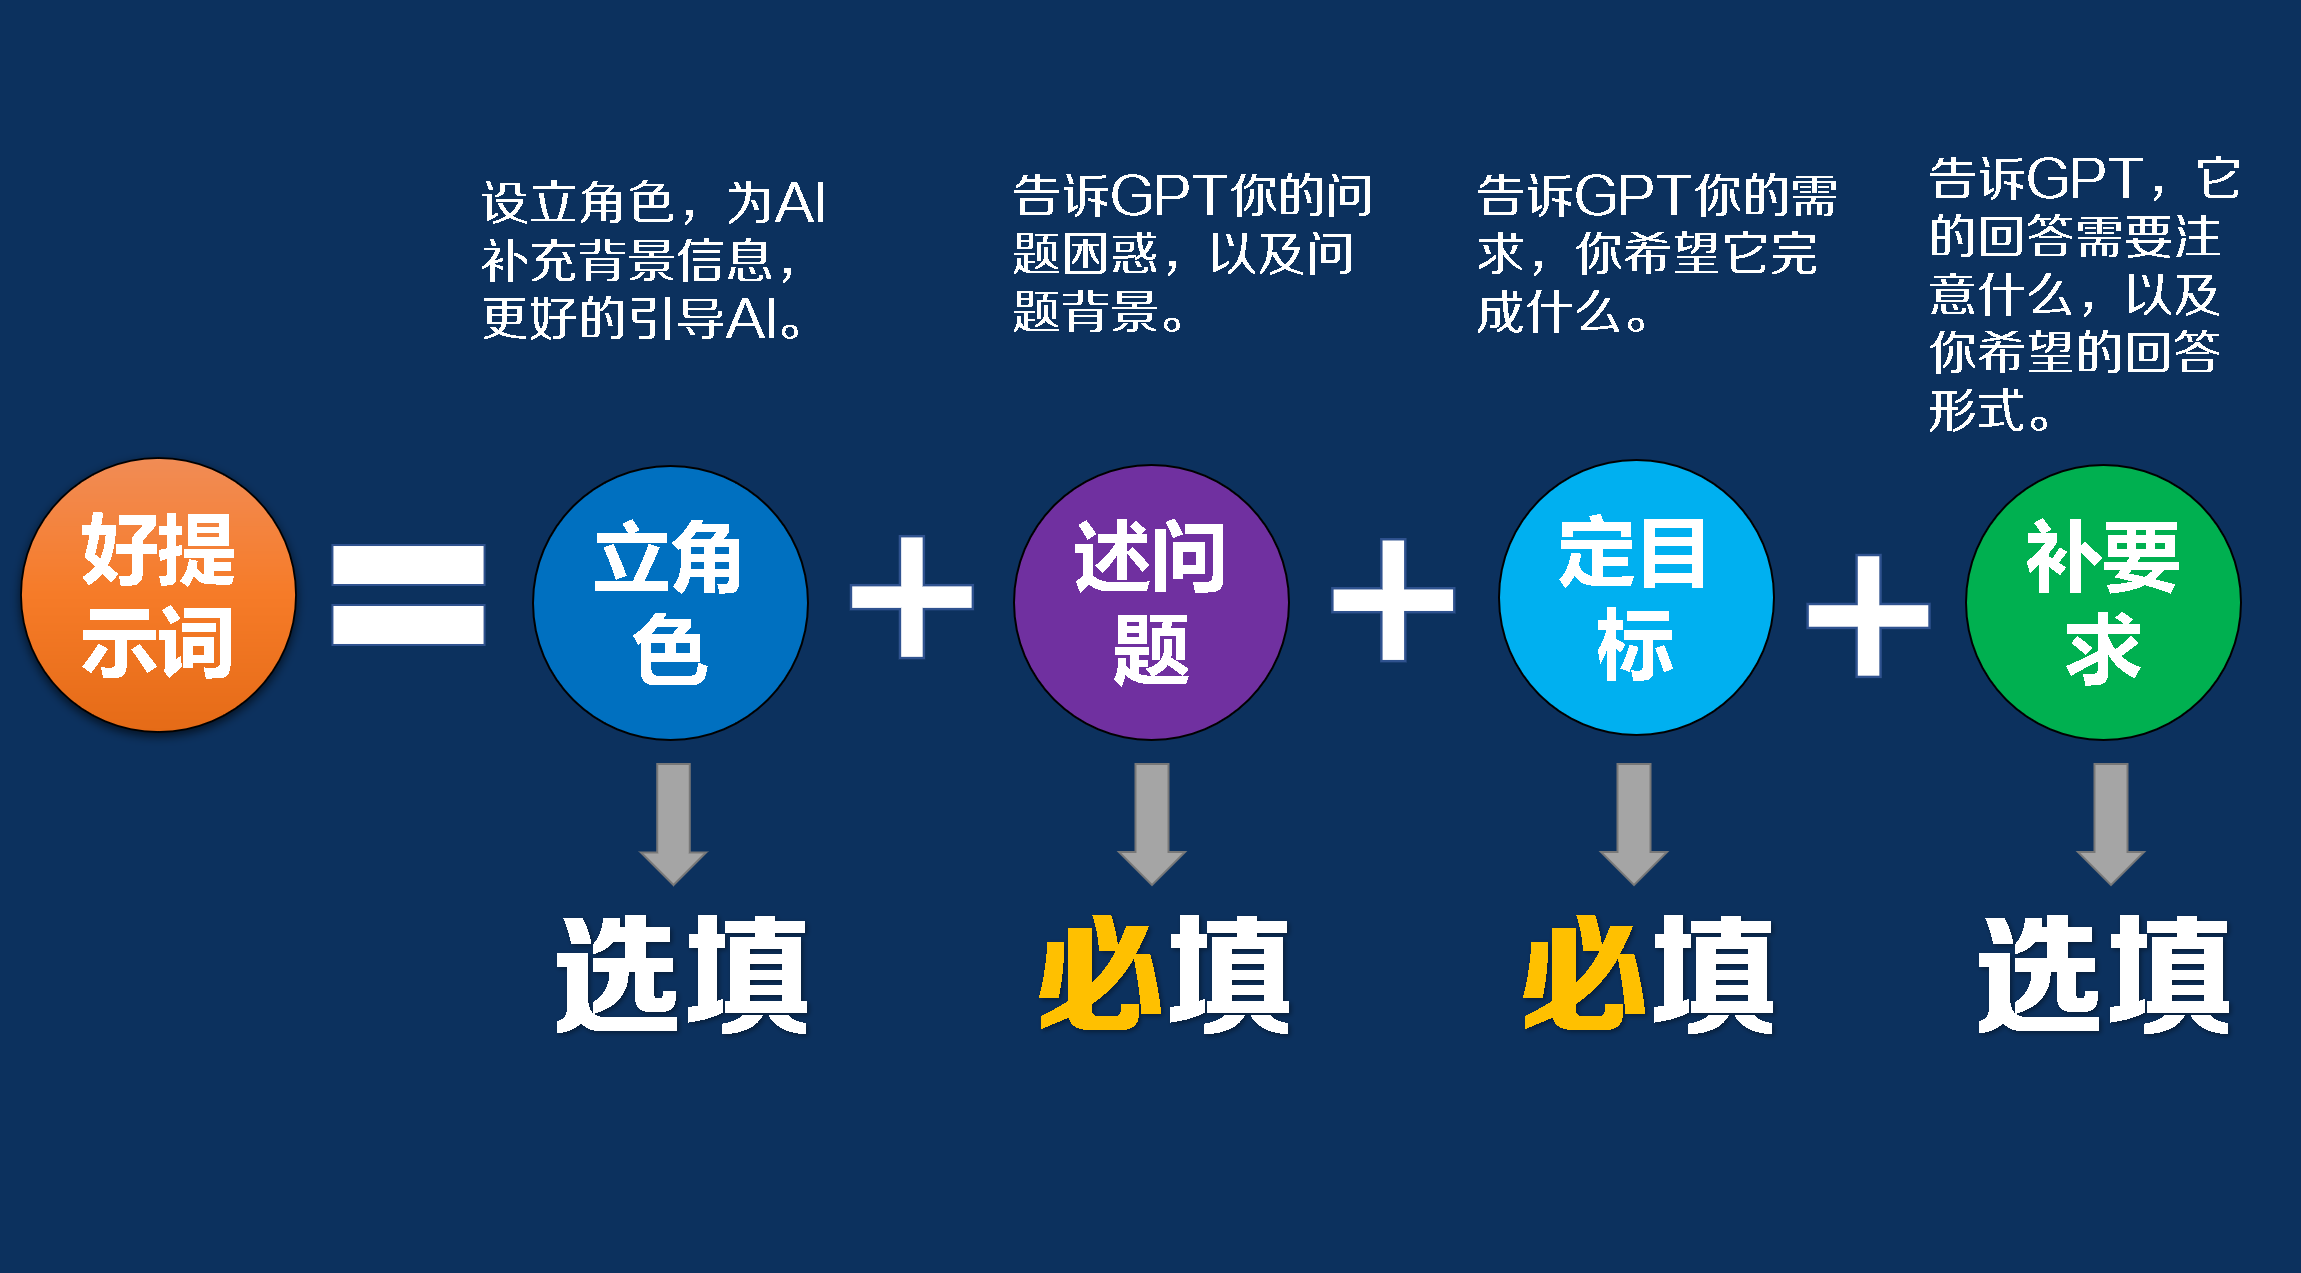 设立角色，为AI
补充背景信息，
更好的引导AI。
告诉GPT你的问
题困惑，以及问
题背景。
告诉GPT你的需
求，你希望它完
成什么。
告诉GPT，它
的回答需要注
意什么，以及
你希望的回答
形式。
好提
示词
=
立角
色
+
述问
题
+
定目
标
+
补要
求
选填
必填
必填
选填